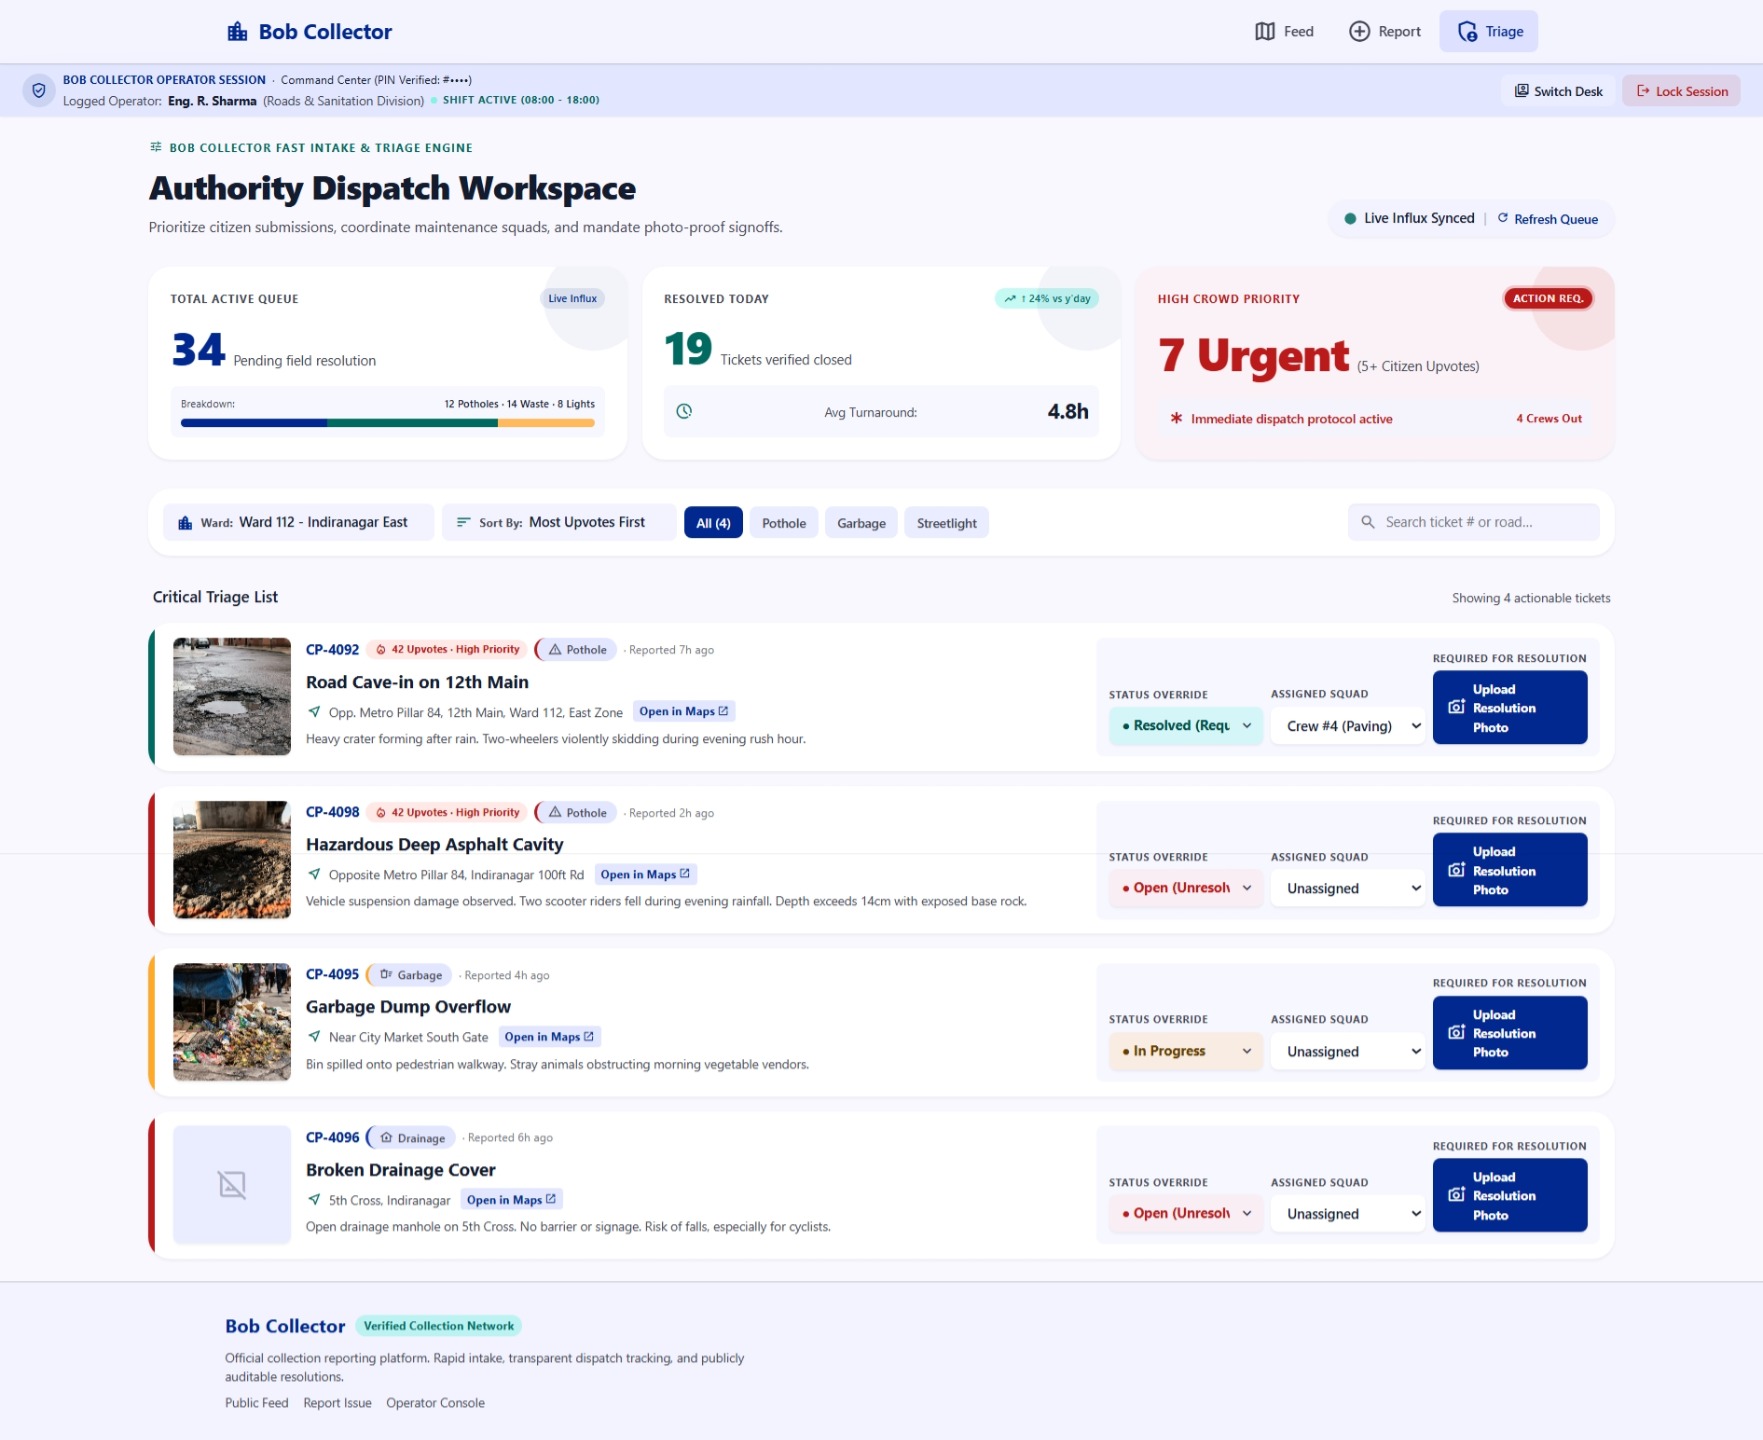 Bob Collector
Feed
Report
Triage
BOB COLLECTOR OPERATOR SESSION · Command Center (PIN Verified: #••••)
Logged Operator: Eng. R. Sharma (Roads & Sanitation Division) • SHIFT ACTIVE (08:00 - 18:00)
Switch Desk
Lock Session
BOB COLLECTOR FAST INTAKE & TRIAGE ENGINE
Authority Dispatch Workspace
Prioritize citizen submissions, coordinate maintenance squads, and mandate photo-proof signoffs.
Live Influx Synced | Refresh Queue
TOTAL ACTIVE QUEUE
Live Influx
34 Pending field resolution
Breakdown: 12 Potholes · 14 Waste · 8 Lights
RESOLVED TODAY
↑ 24% vs y'day
19 Tickets verified closed
Avg Turnaround: 4.8h
HIGH CROWD PRIORITY
ACTION REQ.
7 Urgent (5+ Citizen Upvotes)
Immediate dispatch protocol active
4 Crews Out
Ward: Ward 112 - Indiranagar East
Sort By: Most Upvotes First
All (4)
Pothole
Garbage
Streetlight
Search ticket # or road...
Critical Triage List
Showing 4 actionable tickets
CP-4092 42 Upvotes · High Priority Pothole · Reported 7h ago
Road Cave-in on 12th Main
Opp. Metro Pillar 84, 12th Main, Ward 112, East Zone Open in Maps
Heavy crater forming after rain. Two-wheelers violently skidding during evening rush hour.
STATUS OVERRIDE
• Resolved (Requ
ASSIGNED SQUAD
Crew #4 (Paving)
REQUIRED FOR RESOLUTION
Upload
Resolution
Photo
CP-4098 42 Upvotes · High Priority Pothole · Reported 2h ago
Hazardous Deep Asphalt Cavity
Opposite Metro Pillar 84, Indiranagar 100ft Rd Open in Maps
Vehicle suspension damage observed. Two scooter riders fell during evening rainfall. Depth exceeds 14cm with exposed base rock.
STATUS OVERRIDE
• Open (Unresolv
ASSIGNED SQUAD
Unassigned
REQUIRED FOR RESOLUTION
Upload
Resolution
Photo
CP-4095 Garbage · Reported 4h ago
Garbage Dump Overflow
Near City Market South Gate Open in Maps
Bin spilled onto pedestrian walkway. Stray animals obstructing morning vegetable vendors.
STATUS OVERRIDE
• In Progress
ASSIGNED SQUAD
Unassigned
REQUIRED FOR RESOLUTION
Upload
Resolution
Photo
CP-4096 Drainage · Reported 6h ago
Broken Drainage Cover
5th Cross, Indiranagar Open in Maps
Open drainage manhole on 5th Cross. No barrier or signage. Risk of falls, especially for cyclists.
STATUS OVERRIDE
• Open (Unresolv
ASSIGNED SQUAD
Unassigned
REQUIRED FOR RESOLUTION
Upload
Resolution
Photo
Bob Collector Verified Collection Network
Official collection reporting platform. Rapid intake, transparent dispatch tracking, and publicly
auditable resolutions.
Public Feed Report Issue Operator Console